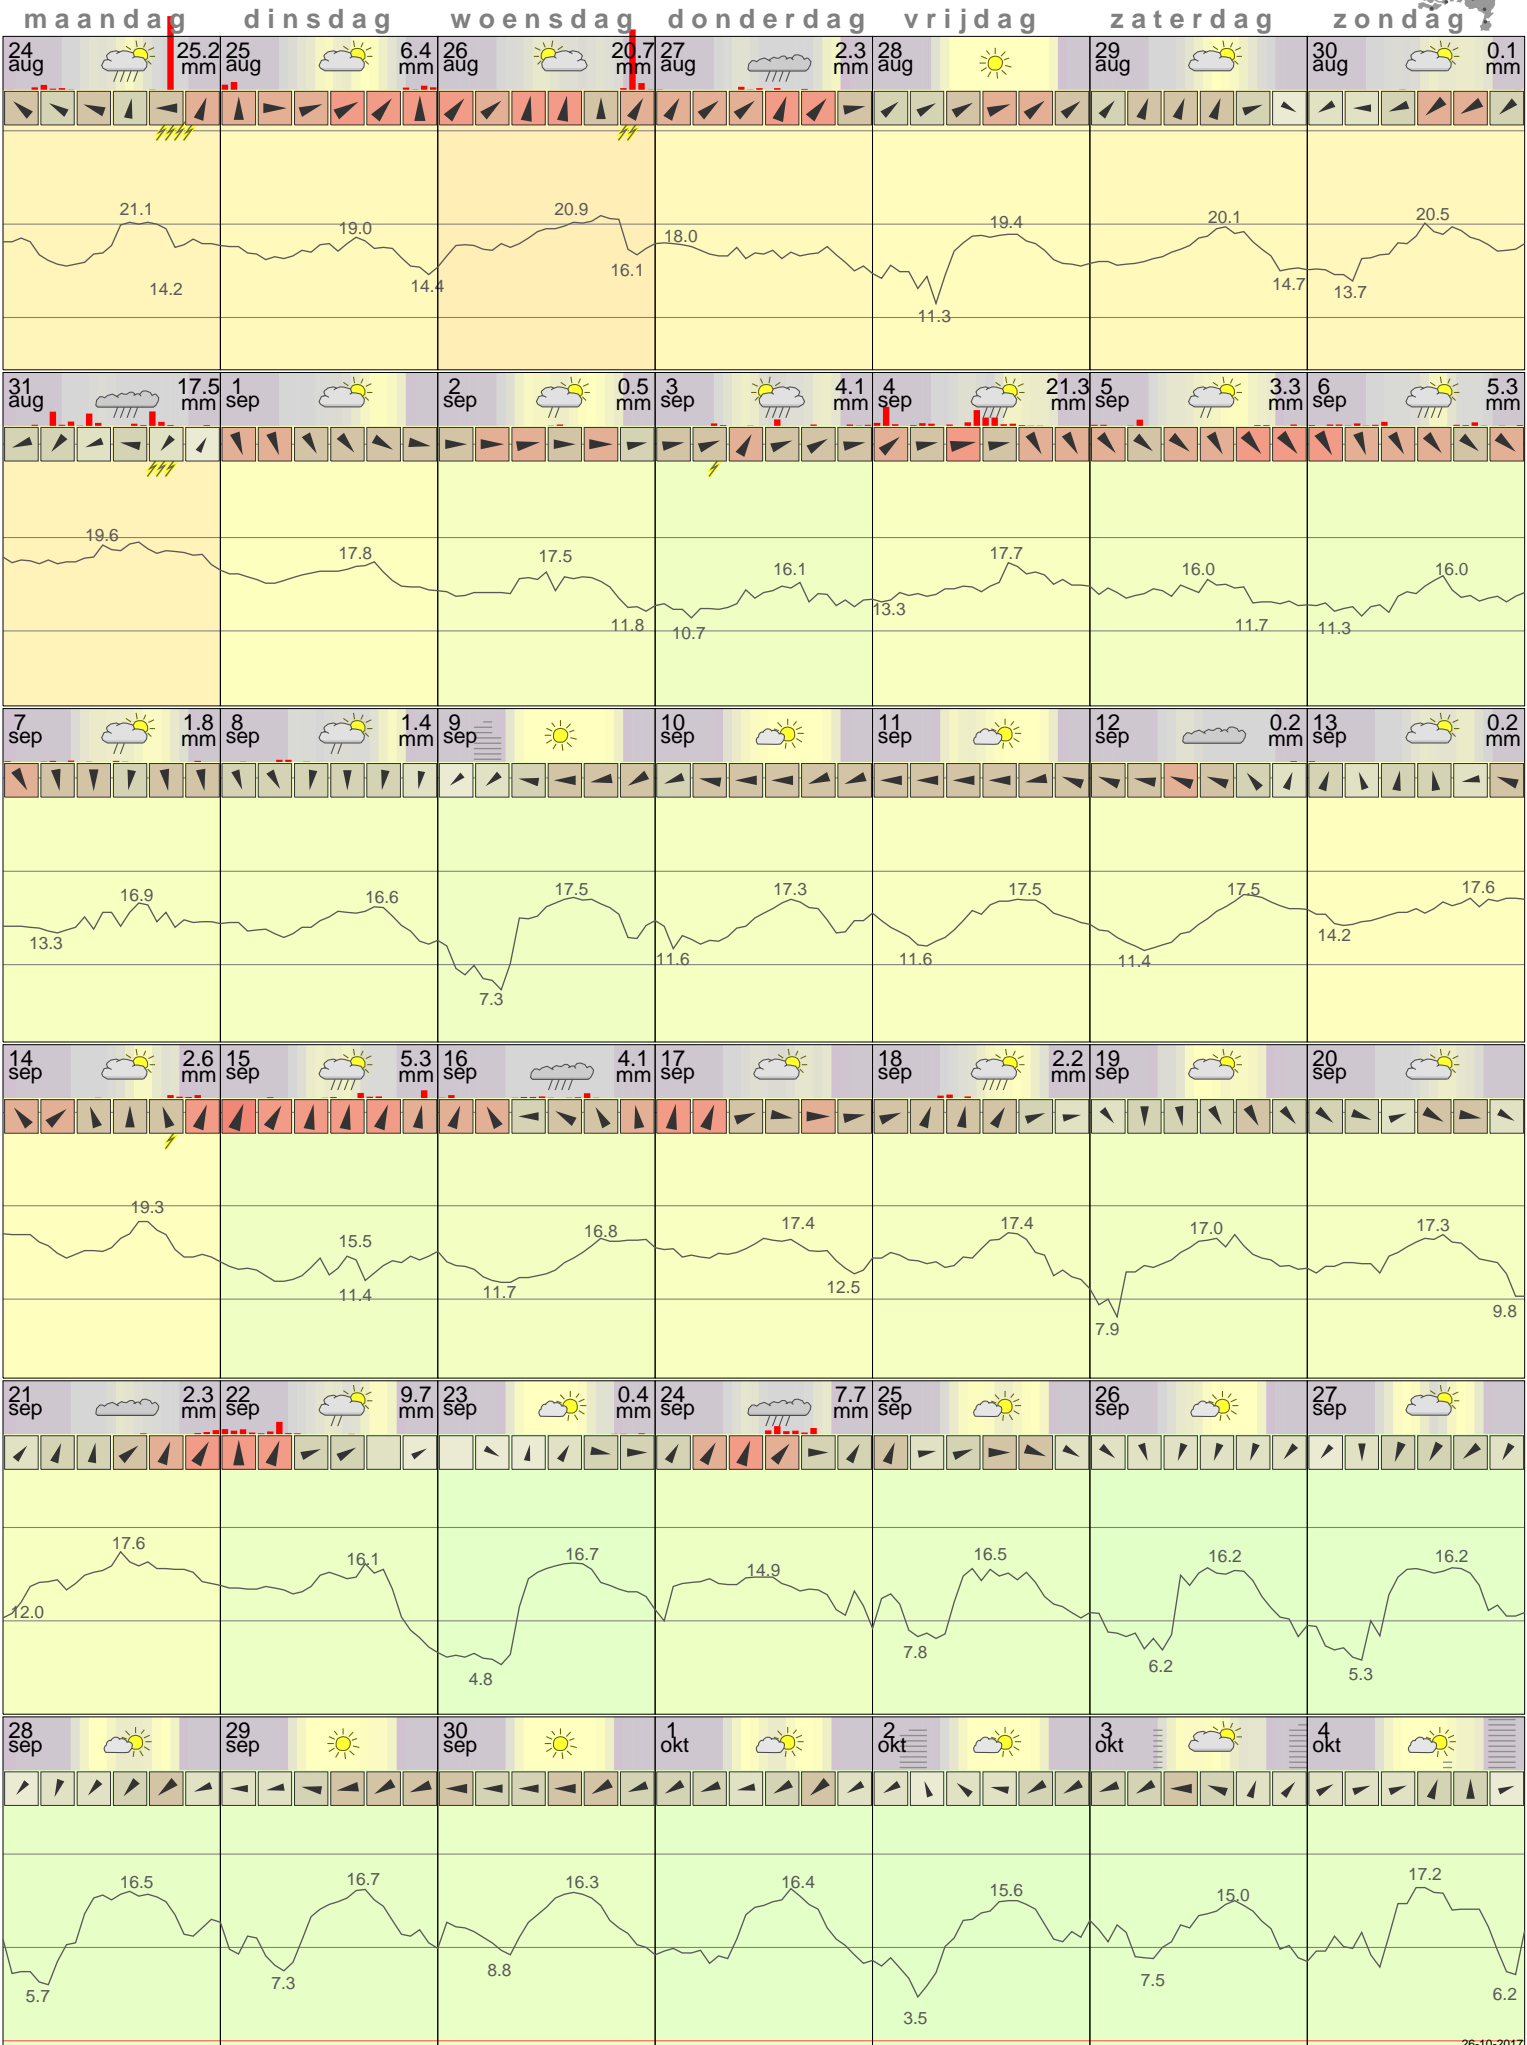 maandag dinsdag woensdag donderdag vrijdag zaterdag zondag
24 aug 25.2 mm 25 aug 6.4 mm 26 aug 20.7 mm 27 aug 2.3 mm 28 aug 29 aug 30 aug 0.1 mm
21.1 14.2 19.0 14.4 20.9 16.1 18.0 11.3 19.4 20.1 14.7 13.7 20.5
31 aug 17.5 mm 1 sep 2 sep 0.5 mm 3 sep 4.1 mm 4 sep 21.3 mm 5 sep 3.3 mm 6 sep 5.3 mm
19.6 17.8 17.5 11.8 10.7 16.1 13.3 17.7 16.0 11.7 11.3 16.0
7 sep 1.8 mm 8 sep 1.4 mm 9 sep 10 sep 11 sep 12 sep 0.2 mm 13 sep 0.2 mm
13.3 16.9 16.6 7.3 17.5 11.6 17.3 11.6 17.5 11.4 17.5 14.2 17.6
14 sep 2.6 mm 15 sep 5.3 mm 16 sep 4.1 mm 17 sep 18 sep 2.2 mm 19 sep 20 sep
19.3 15.5 11.4 11.7 16.8 17.4 12.5 17.4 7.9 17.0 17.3 9.8
21 sep 2.3 mm 22 sep 9.7 mm 23 sep 0.4 mm 24 sep 7.7 mm 25 sep 26 sep 27 sep
12.0 17.6 16.1 4.8 16.7 14.9 7.8 16.5 6.2 16.2 5.3 16.2
28 sep 29 sep 30 sep 1 okt 2 okt 3 okt 4 okt
5.7 16.5 7.3 16.7 8.8 16.3 16.4 3.5 15.6 7.5 15.0 17.2 6.2
26-10-2017